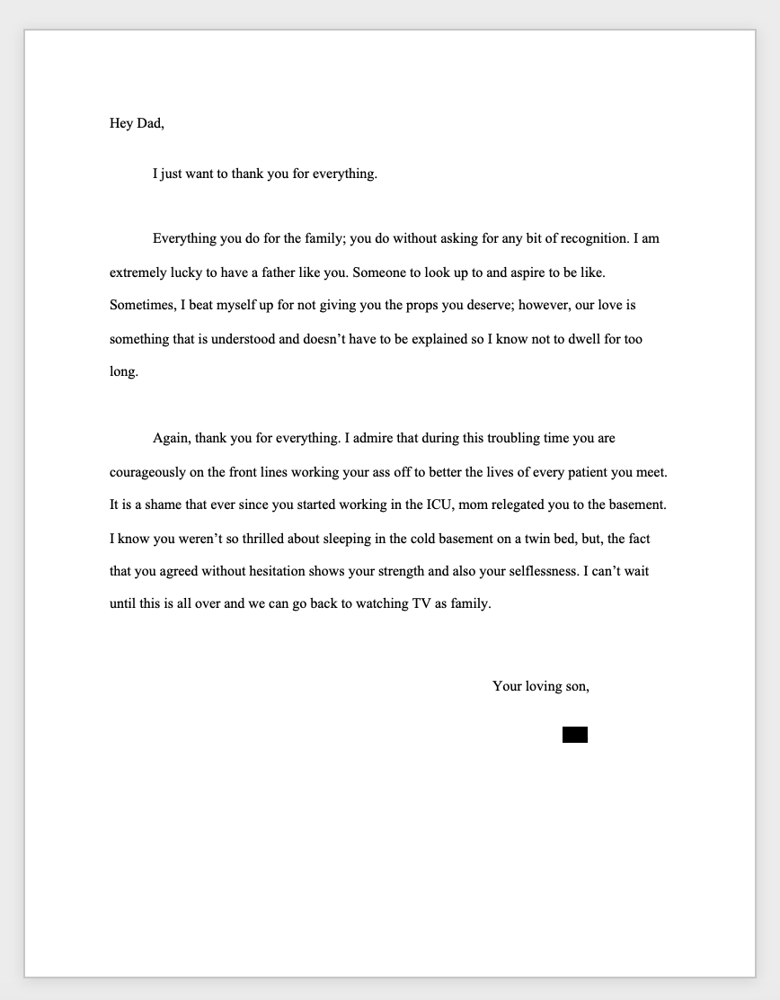 Hey Dad,
I just want to thank you for everything.
Everything you do for the family; you do without asking for any bit of recognition. I am
extremely lucky to have a father like you. Someone to look up to and aspire to be like.
Sometimes, I beat myself up for not giving you the props you deserve; however, our love is
something that is understood and doesn’t have to be explained so I know not to dwell for too
long.
Again, thank you for everything. I admire that during this troubling time you are
courageously on the front lines working your ass off to better the lives of every patient you meet.
It is a shame that ever since you started working in the ICU, mom relegated you to the basement.
I know you weren’t so thrilled about sleeping in the cold basement on a twin bed, but, the fact
that you agreed without hesitation shows your strength and also your selflessness. I can’t wait
until this is all over and we can go back to watching TV as family.
Your loving son,